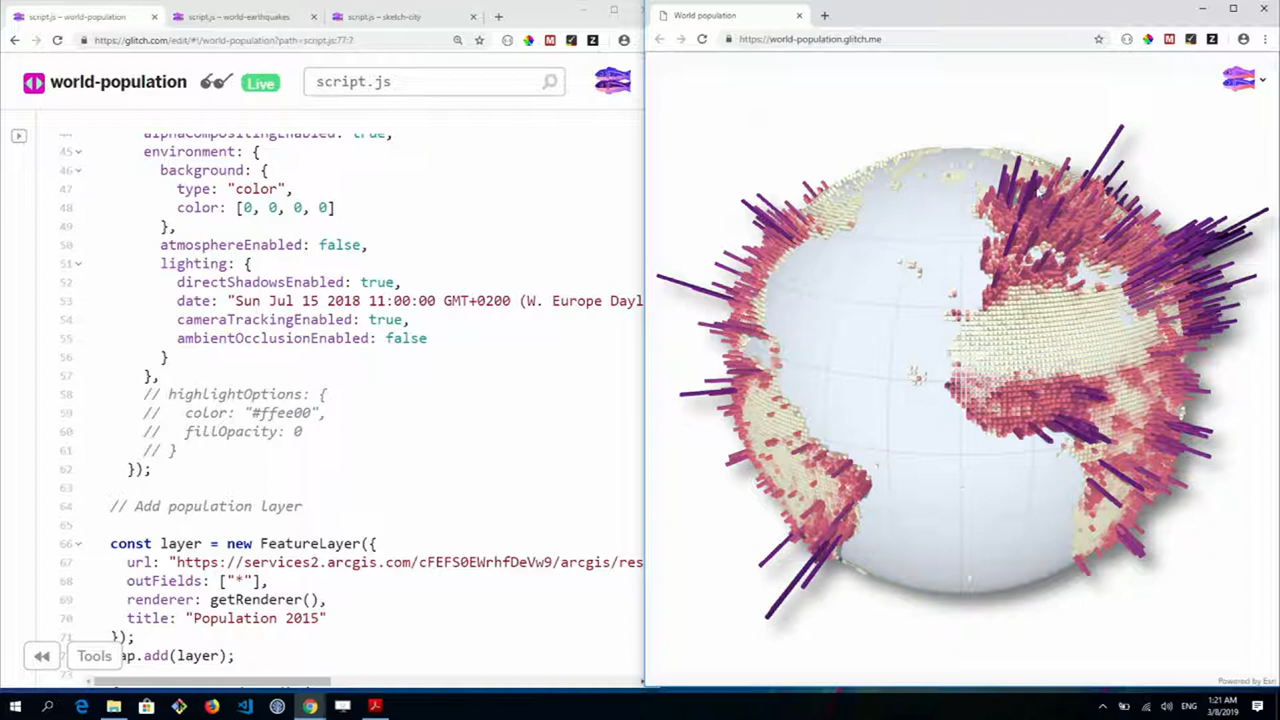 script.js – world-population
script.js – world-earthquakes
script.js – sketch-city
World population
https://glitch.com/edit/#!/world-population?path=script.js:77:2
https://world-population.glitch.me
world-population
Live
script.js
44 alphaCompositingEnabled: true,
45 environment: {
46 background: {
47 type: "color",
48 color: [0, 0, 0, 0]
49 },
50 atmosphereEnabled: false,
51 lighting: {
52 directShadowsEnabled: true,
53 date: "Sun Jul 15 2018 11:00:00 GMT+0200 (W. Europe Dayl
54 cameraTrackingEnabled: true,
55 ambientOcclusionEnabled: false
56 }
57 },
58 // highlightOptions: {
59 // color: "#ffee00",
60 // fillOpacity: 0
61 // }
62 });
63
64 // Add population layer
65
66 const layer = new FeatureLayer({
67 url: "https://services2.arcgis.com/cFEFS0EWrhfDeVw9/arcgis/res
68 outFields: ["*"],
69 renderer: getRenderer(),
70 title: "Population 2015"
71 });
ap.add(layer);
73
Tools
Powered by Esri
ENG
1:21 AM
3/8/2019